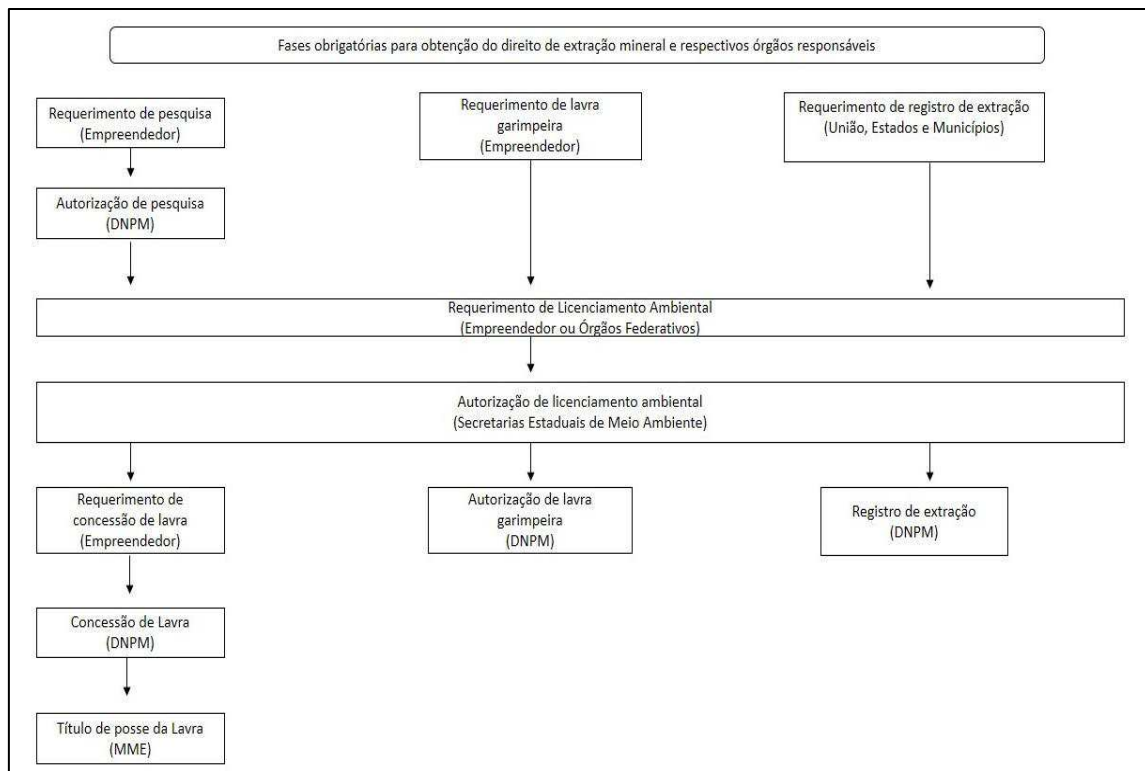 Fases obrigatórias para obtenção do direito de extração mineral e respectivos órgãos responsáveis
Requerimento de pesquisa
(Empreendedor)
Requerimento de lavra
garimpeira
(Empreendedor)
Requerimento de registro de extração
(União, Estados e Municípios)
Autorização de pesquisa
(DNPM)
Requerimento de Licenciamento Ambiental
(Empreendedor ou Órgãos Federativos)
Autorização de licenciamento ambiental
(Secretarias Estaduais de Meio Ambiente)
Requerimento de
concessão de lavra
(Empreendedor)
Autorização de lavra
garimpeira
(DNPM)
Registro de extração
(DNPM)
Concessão de Lavra
(DNPM)
Título de posse da Lavra
(MME)